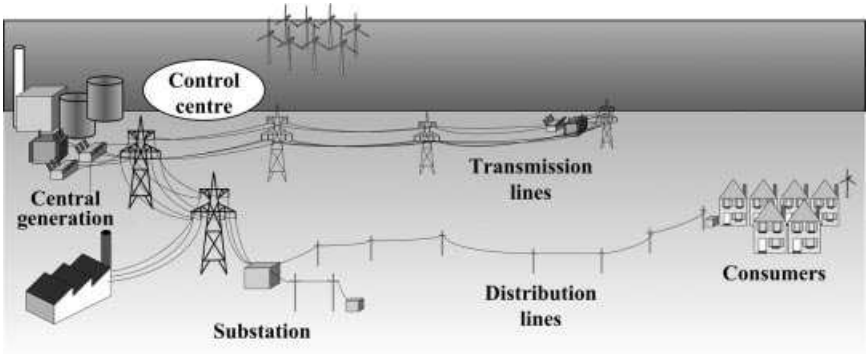 Control
centre
Transmission
lines
Central
generation
Consumers
Distribution
lines
Substation